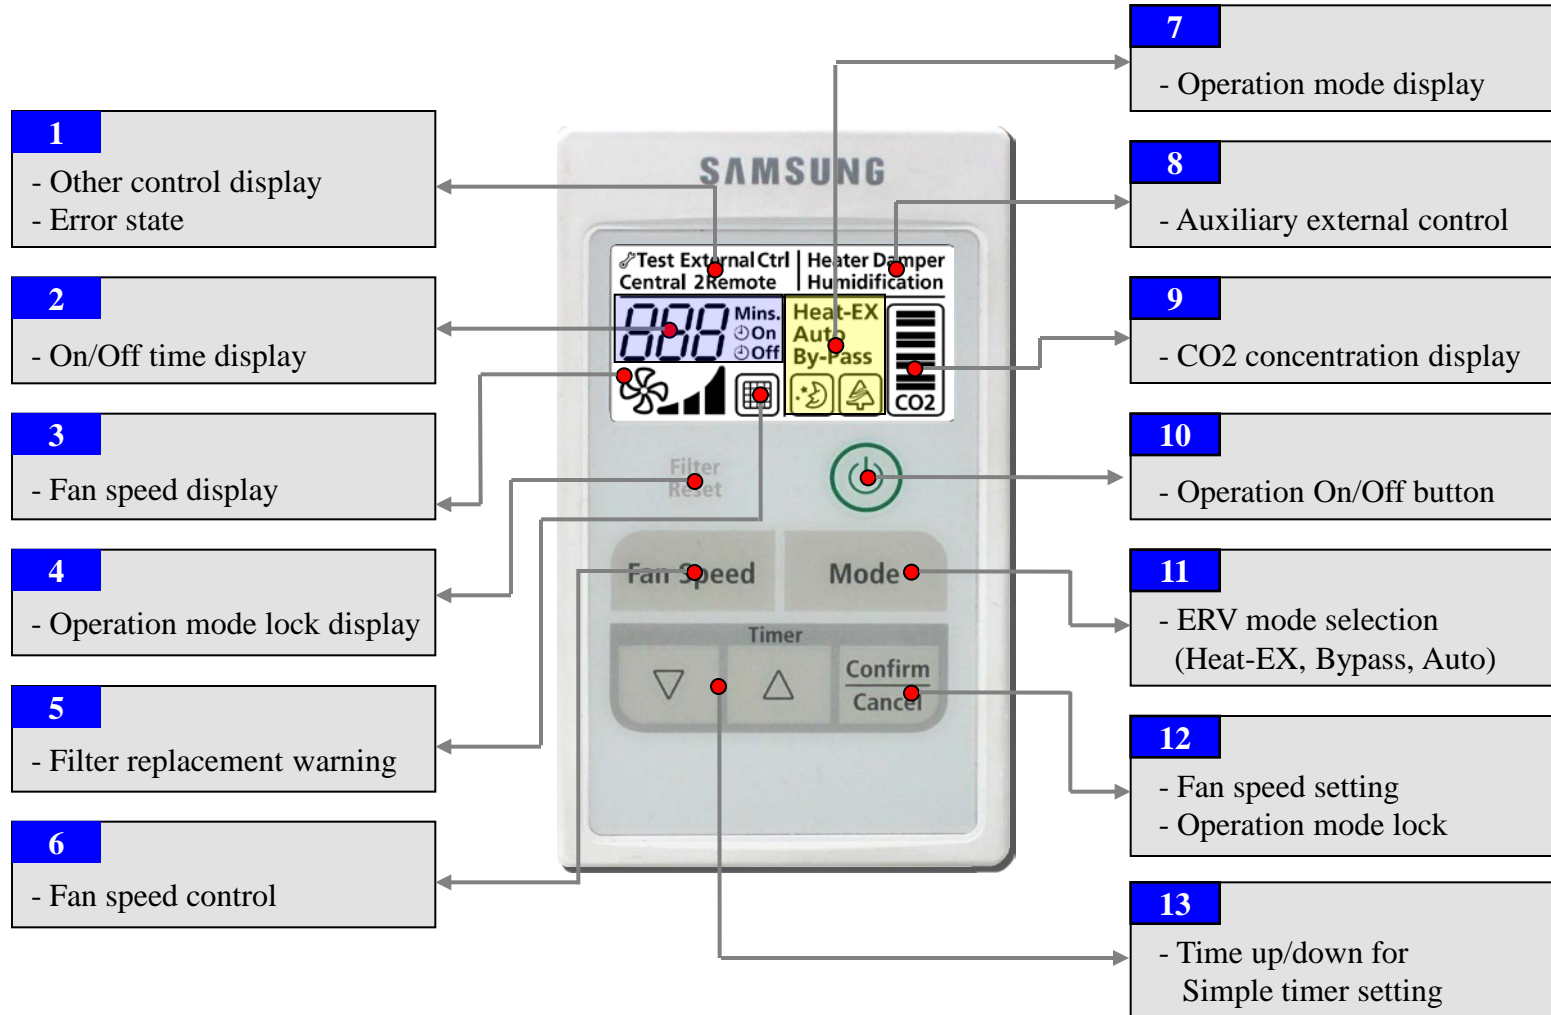 1
- Other control display
- Error state
2
- On/Off time display
3
- Fan speed display
4
- Operation mode lock display
5
- Filter replacement warning
6
- Fan speed control
SAMSUNG
Test External Ctrl | Heater Damper
Central 2Remote | Humidification
888 Mins.
On
Off
Heat-EX
Auto
By-Pass
CO2
Filter
Reset
Fan Speed
Mode
Timer
Confirm
Cancel
7
- Operation mode display
8
- Auxiliary external control
9
- CO2 concentration display
10
- Operation On/Off button
11
- ERV mode selection
(Heat-EX, Bypass, Auto)
12
- Fan speed setting
- Operation mode lock
13
- Time up/down for
Simple timer setting